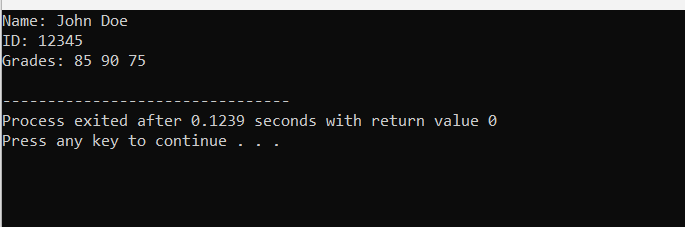 Name: John Doe
ID: 12345
Grades: 85 90 75
--------------------------------
Process exited after 0.1239 seconds with return value 0
Press any key to continue . . .